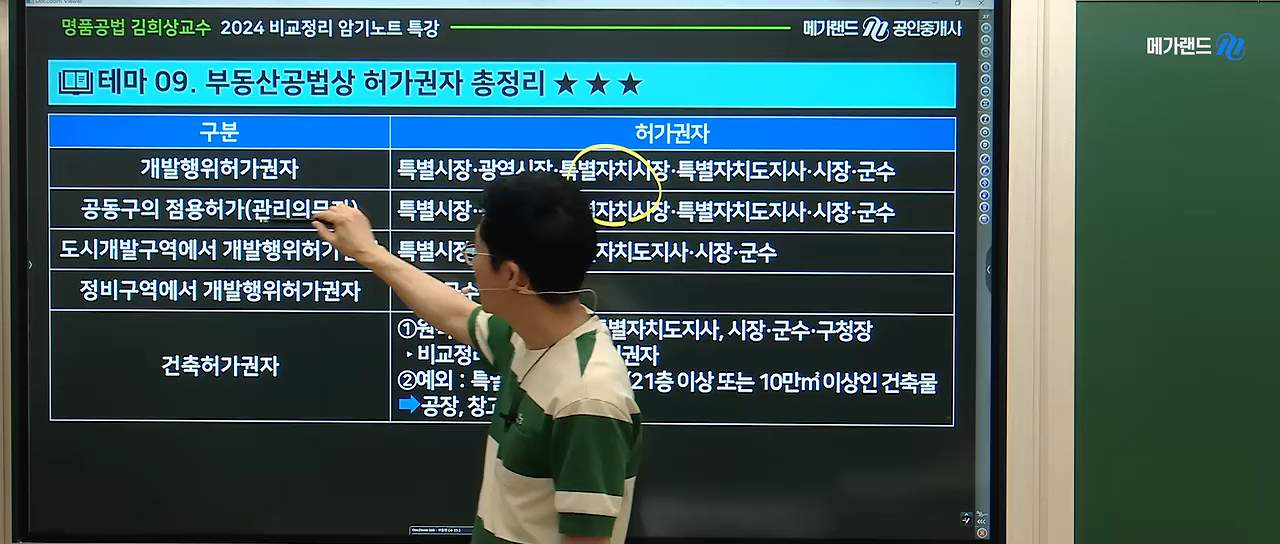 명품공법 김희상교수 2024 비교정리 암기노트 특강
메가랜드 공인중개사
메가랜드
테마 09. 부동산공법상 허가권자 총정리 ★ ★ ★
구분 허가권자
개발행위허가권자 특별시장·광역시장·특별자치시장·특별자치도지사·시장·군수
공동구의 점용허가(관리의무자) 특별시장· 별자치시장·특별자치도지사·시장·군수
도시개발구역에서 개발행위허가 특별시 자치도지사·시장·군수
정비구역에서 개발행위허가권자 군수
건축허가권자
①원 별자치도지사, 시장·군수·구청장
▸비교정 권자
②예외 : 특별 (21층 이상 또는 10만㎡ 이상인 건축물
➡공장, 창고